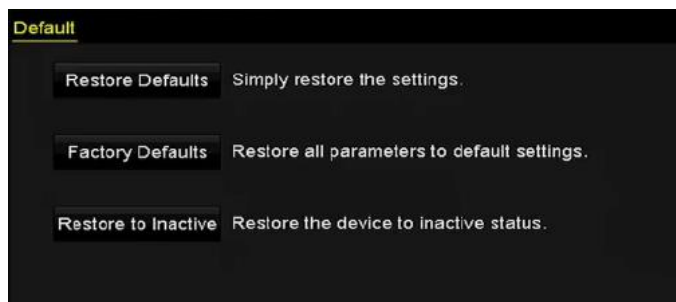 Default
Restore Defaults Simply restore the settings.
Factory Defaults Restore all parameters to default settings.
Restore to Inactive Restore the device to inactive status.